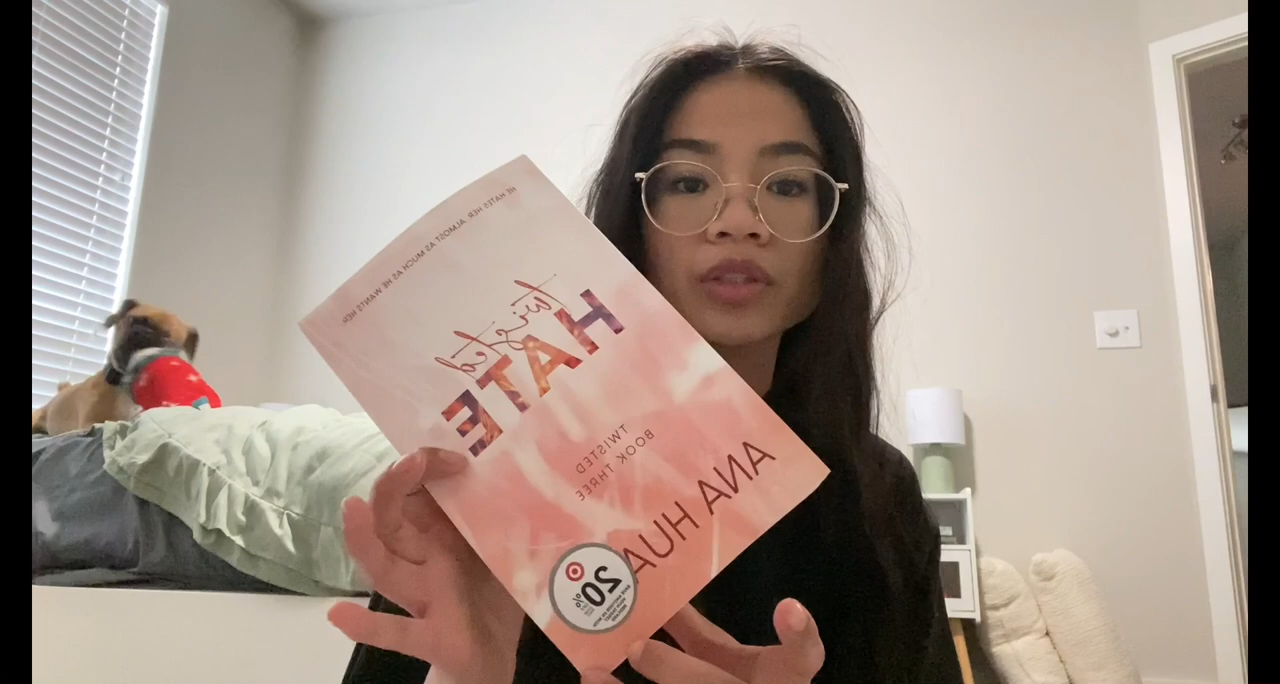 HE HATES HER ALMOST AS MUCH AS HE WANTS HER
twisted
HATE
TWISTED
BOOK THREE
ANA HUA
20%